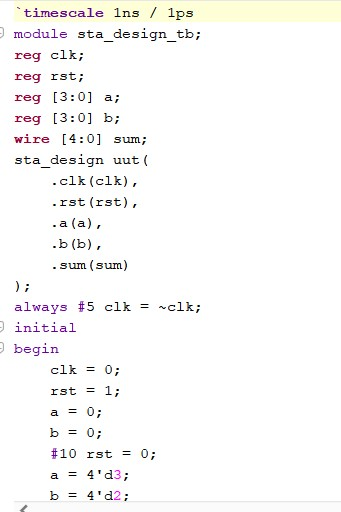 `timescale 1ns / 1ps
module sta_design_tb;
reg clk;
reg rst;
reg [3:0] a;
reg [3:0] b;
wire [4:0] sum;
sta_design uut(
    .clk(clk),
    .rst(rst),
    .a(a),
    .b(b),
    .sum(sum)
);
always #5 clk = ~clk;
initial
begin
    clk = 0;
    rst = 1;
    a = 0;
    b = 0;
    #10 rst = 0;
    a = 4'd3;
    b = 4'd2;